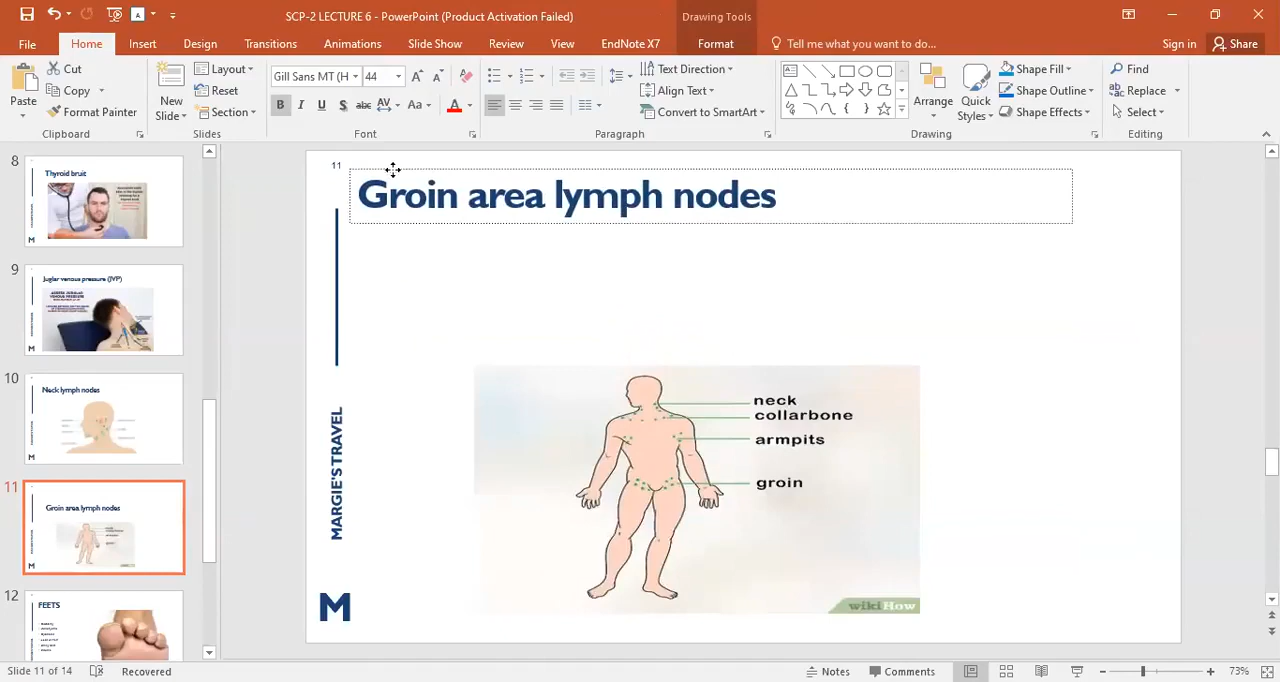 SCP-2 LECTURE 6 - PowerPoint (Product Activation Failed)
Drawing Tools
File
Home
Insert
Design
Transitions
Animations
Slide Show
Review
View
EndNote X7
Format
Tell me what you want to do...
Sign in
Share
Paste
Cut
Copy
Format Painter
Clipboard
New Slide
Layout
Reset
Section
Slides
Gill Sans MT (H
44
B I U S abc AV Aa A
Font
Text Direction
Align Text
Convert to SmartArt
Paragraph
Arrange
Quick Styles
Shape Fill
Shape Outline
Shape Effects
Drawing
Find
Replace
Select
Editing
8
Thyroid bruit
M
9
Juglar venous pressure (JVP)
M
10
Neck lymph nodes
M
11
Groin area lymph nodes
M
12
FEETS
11
Groin area lymph nodes
neck
collarbone
armpits
groin
wikiHow
MARGIE'S TRAVEL
M
Slide 11 of 14
Recovered
Notes
Comments
73%